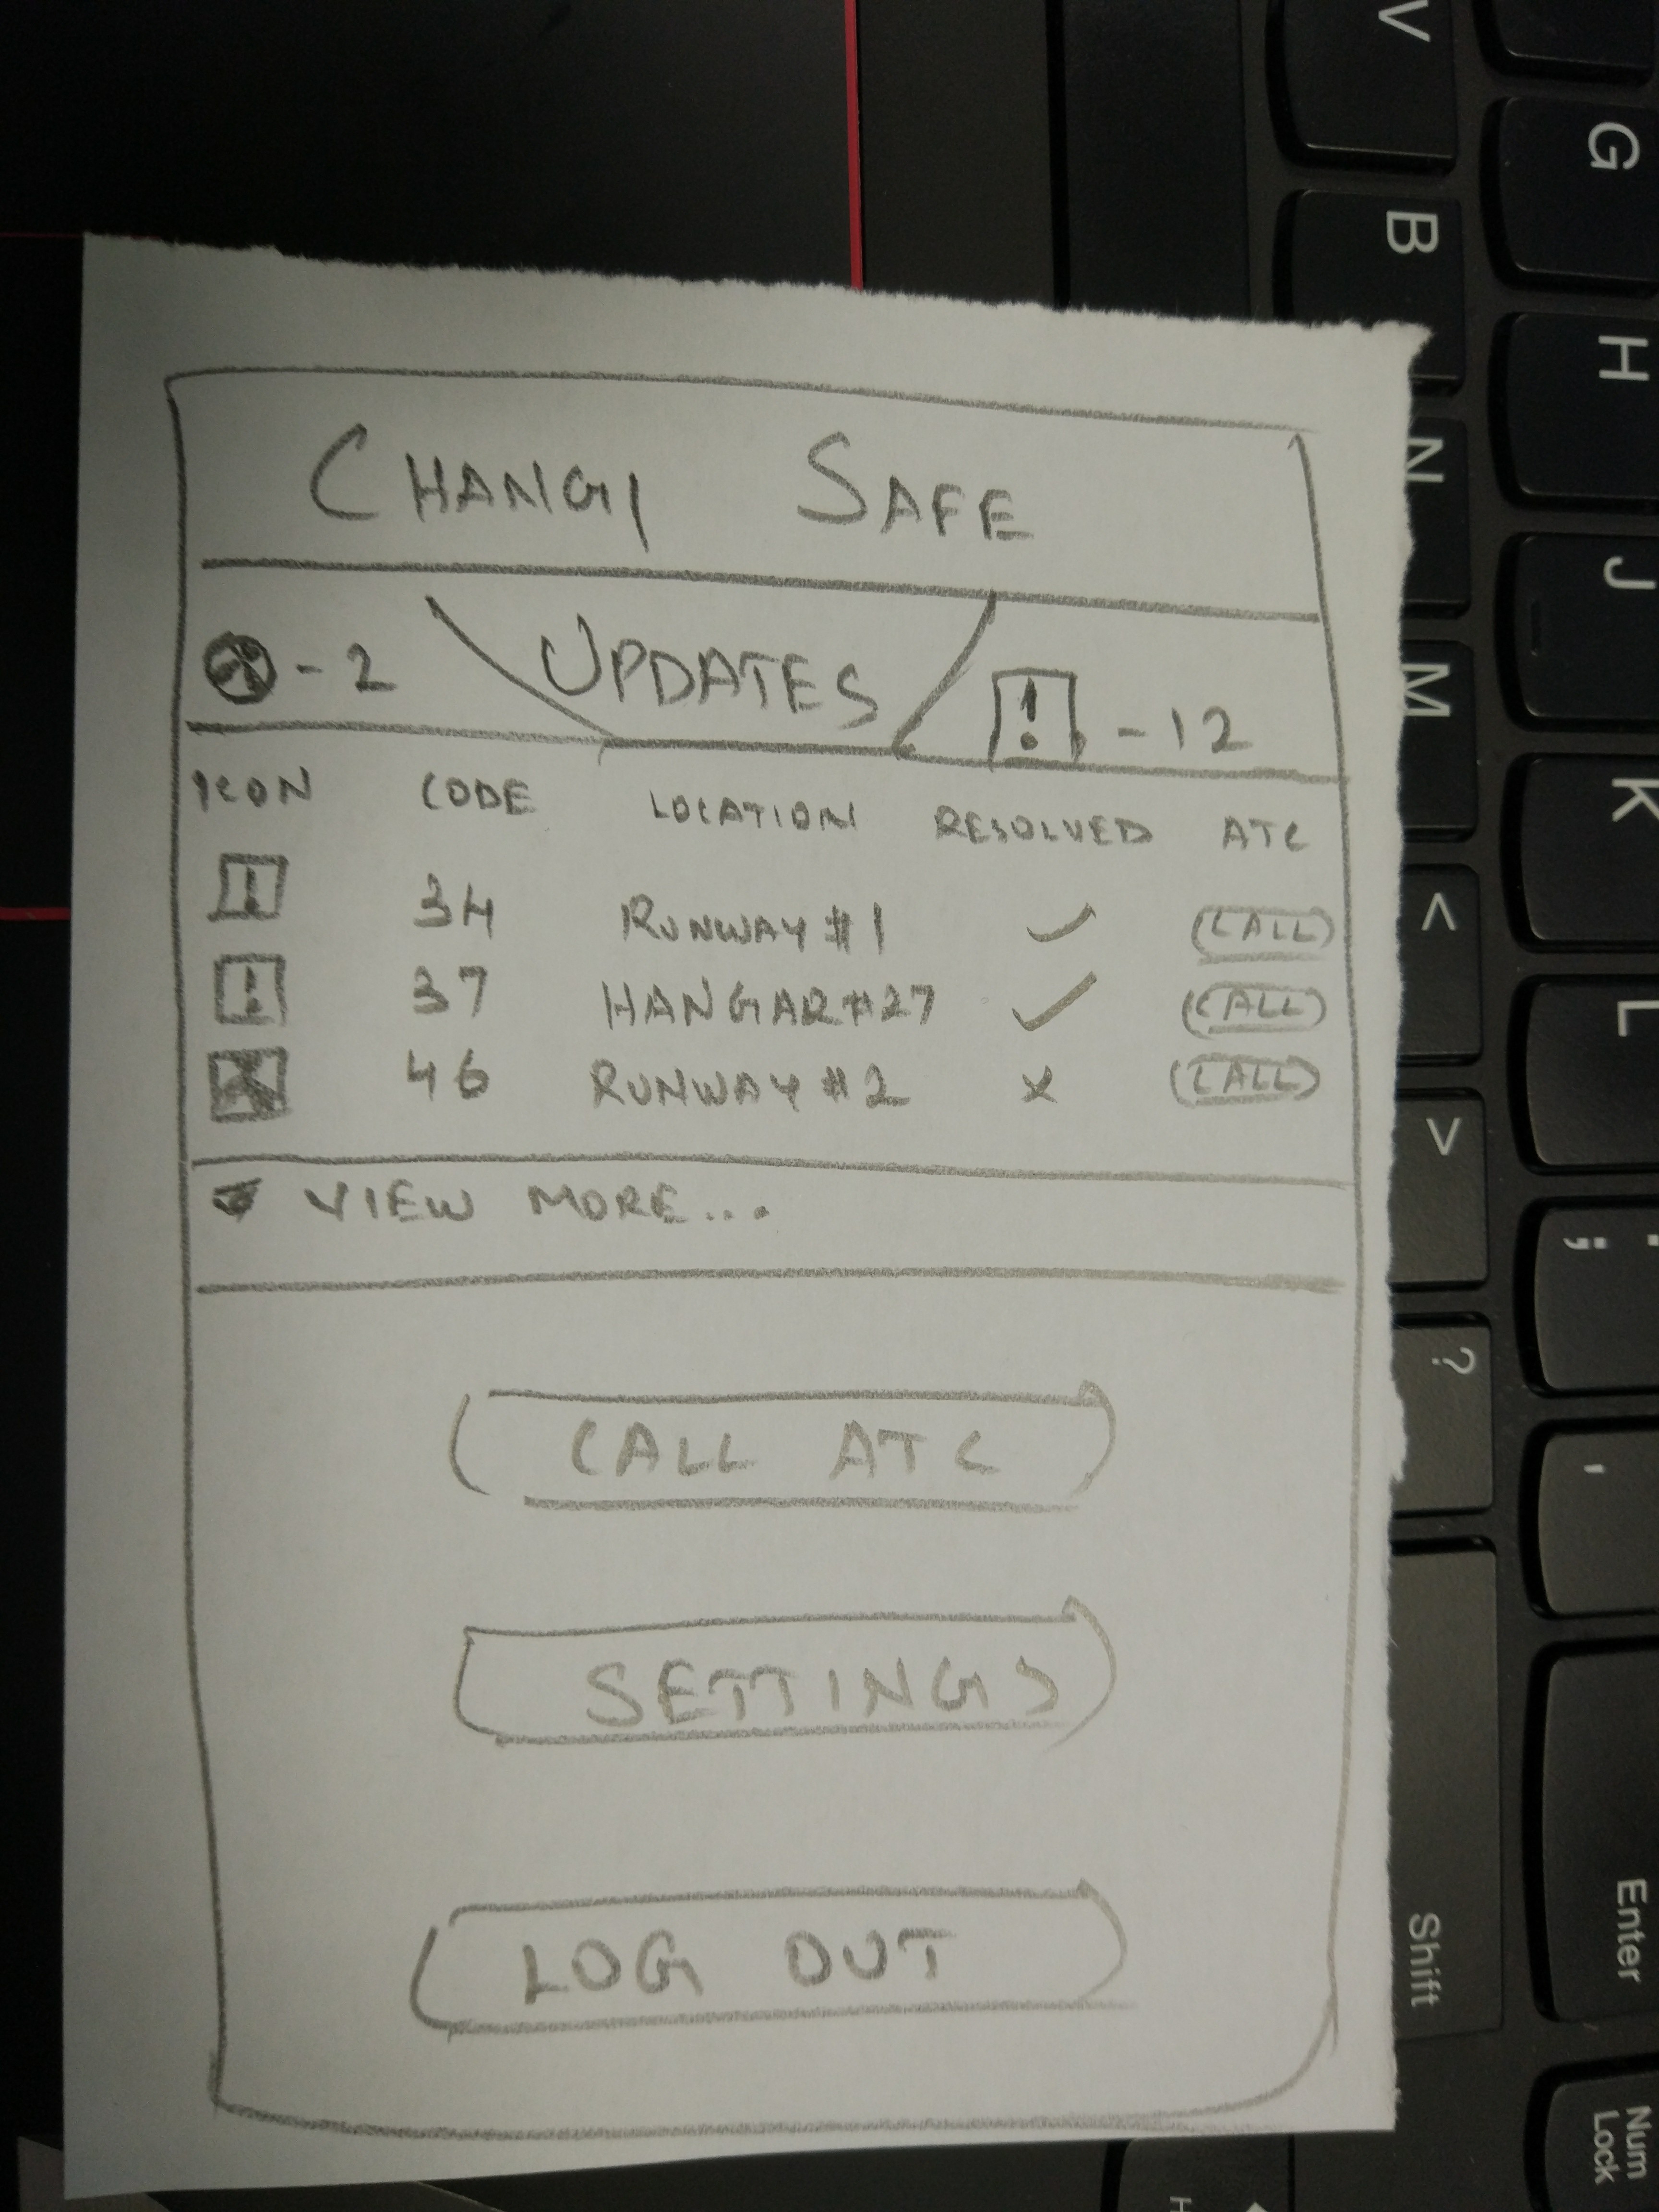 CHANGI SAFE
- 2 UPDATES ! - 12
ICON CODE LOCATION RESOLVED ATC
! 34 RUNWAY #1 ✓ CALL
! 37 HANGAR #27 ✓ CALL
46 RUNWAY #2 x CALL
VIEW MORE...
CALL ATC
SETTINGS
LOG OUT
V
G
B
H
N
J
M
K
<
L
>
;
?
'
Enter
Shift
Num
Lock